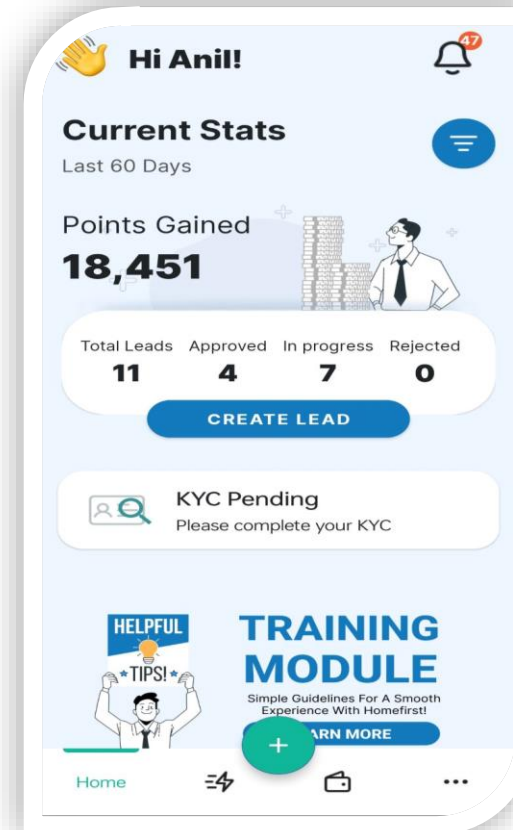 Hi Anil!
47
Current Stats
Last 60 Days
Points Gained
18,451
Total Leads Approved In progress Rejected
11 4 7 0
CREATE LEAD
KYC Pending
Please complete your KYC
HELPFUL
TIPS!
TRAINING
MODULE
Simple Guidelines For A Smooth
Experience With Homefirst!
ARN MORE
+
Home